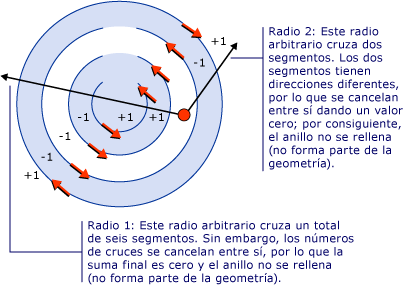 +1
-1
Radio 2: Este radio
arbitrario cruza dos
segmentos. Los dos
segmentos tienen
direcciones diferentes,
por lo que se cancelan
entre sí dando un valor
cero; por consiguiente,
el anillo no se rellena
(no forma parte de la
geometría).
-1 +1 +1
-1
-1
+1
Radio 1: Este radio arbitrario cruza un total
de seis segmentos. Sin embargo, los números
de cruces se cancelan entre sí, por lo que la
suma final es cero y el anillo no se rellena
(no forma parte de la geometría).